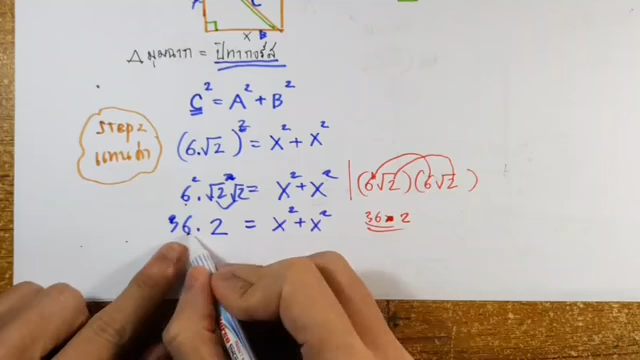 C
x B
△ มุมฉาก = ปีทากอรัส
C² = A² + B²
STEP 2
แทนค่า
(6.√2)² = x² + x²
6² . √2 √2 = x² + x²
(6√2)(6√2)
36 . 2 = x² + x²
36 . 2